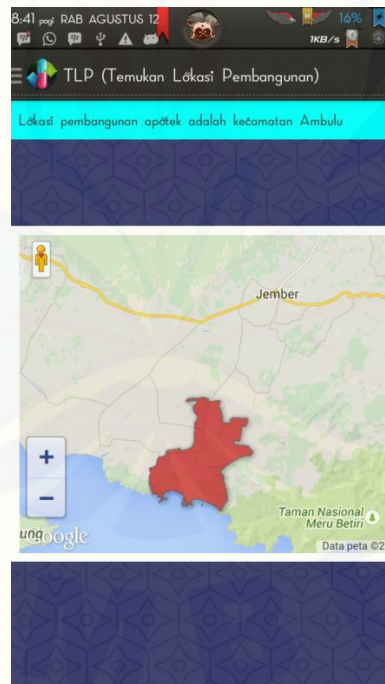 8:41 pagi RAB AGUSTUS 12 16%
1KB/s
TLP (Temukan Lokasi Pembangunan)
Lokasi pembangunan apotek adalah kecamatan Ambulu
Jember
+
−
Taman Nasional
Meru Betiri
ung
Google
Data peta ©2